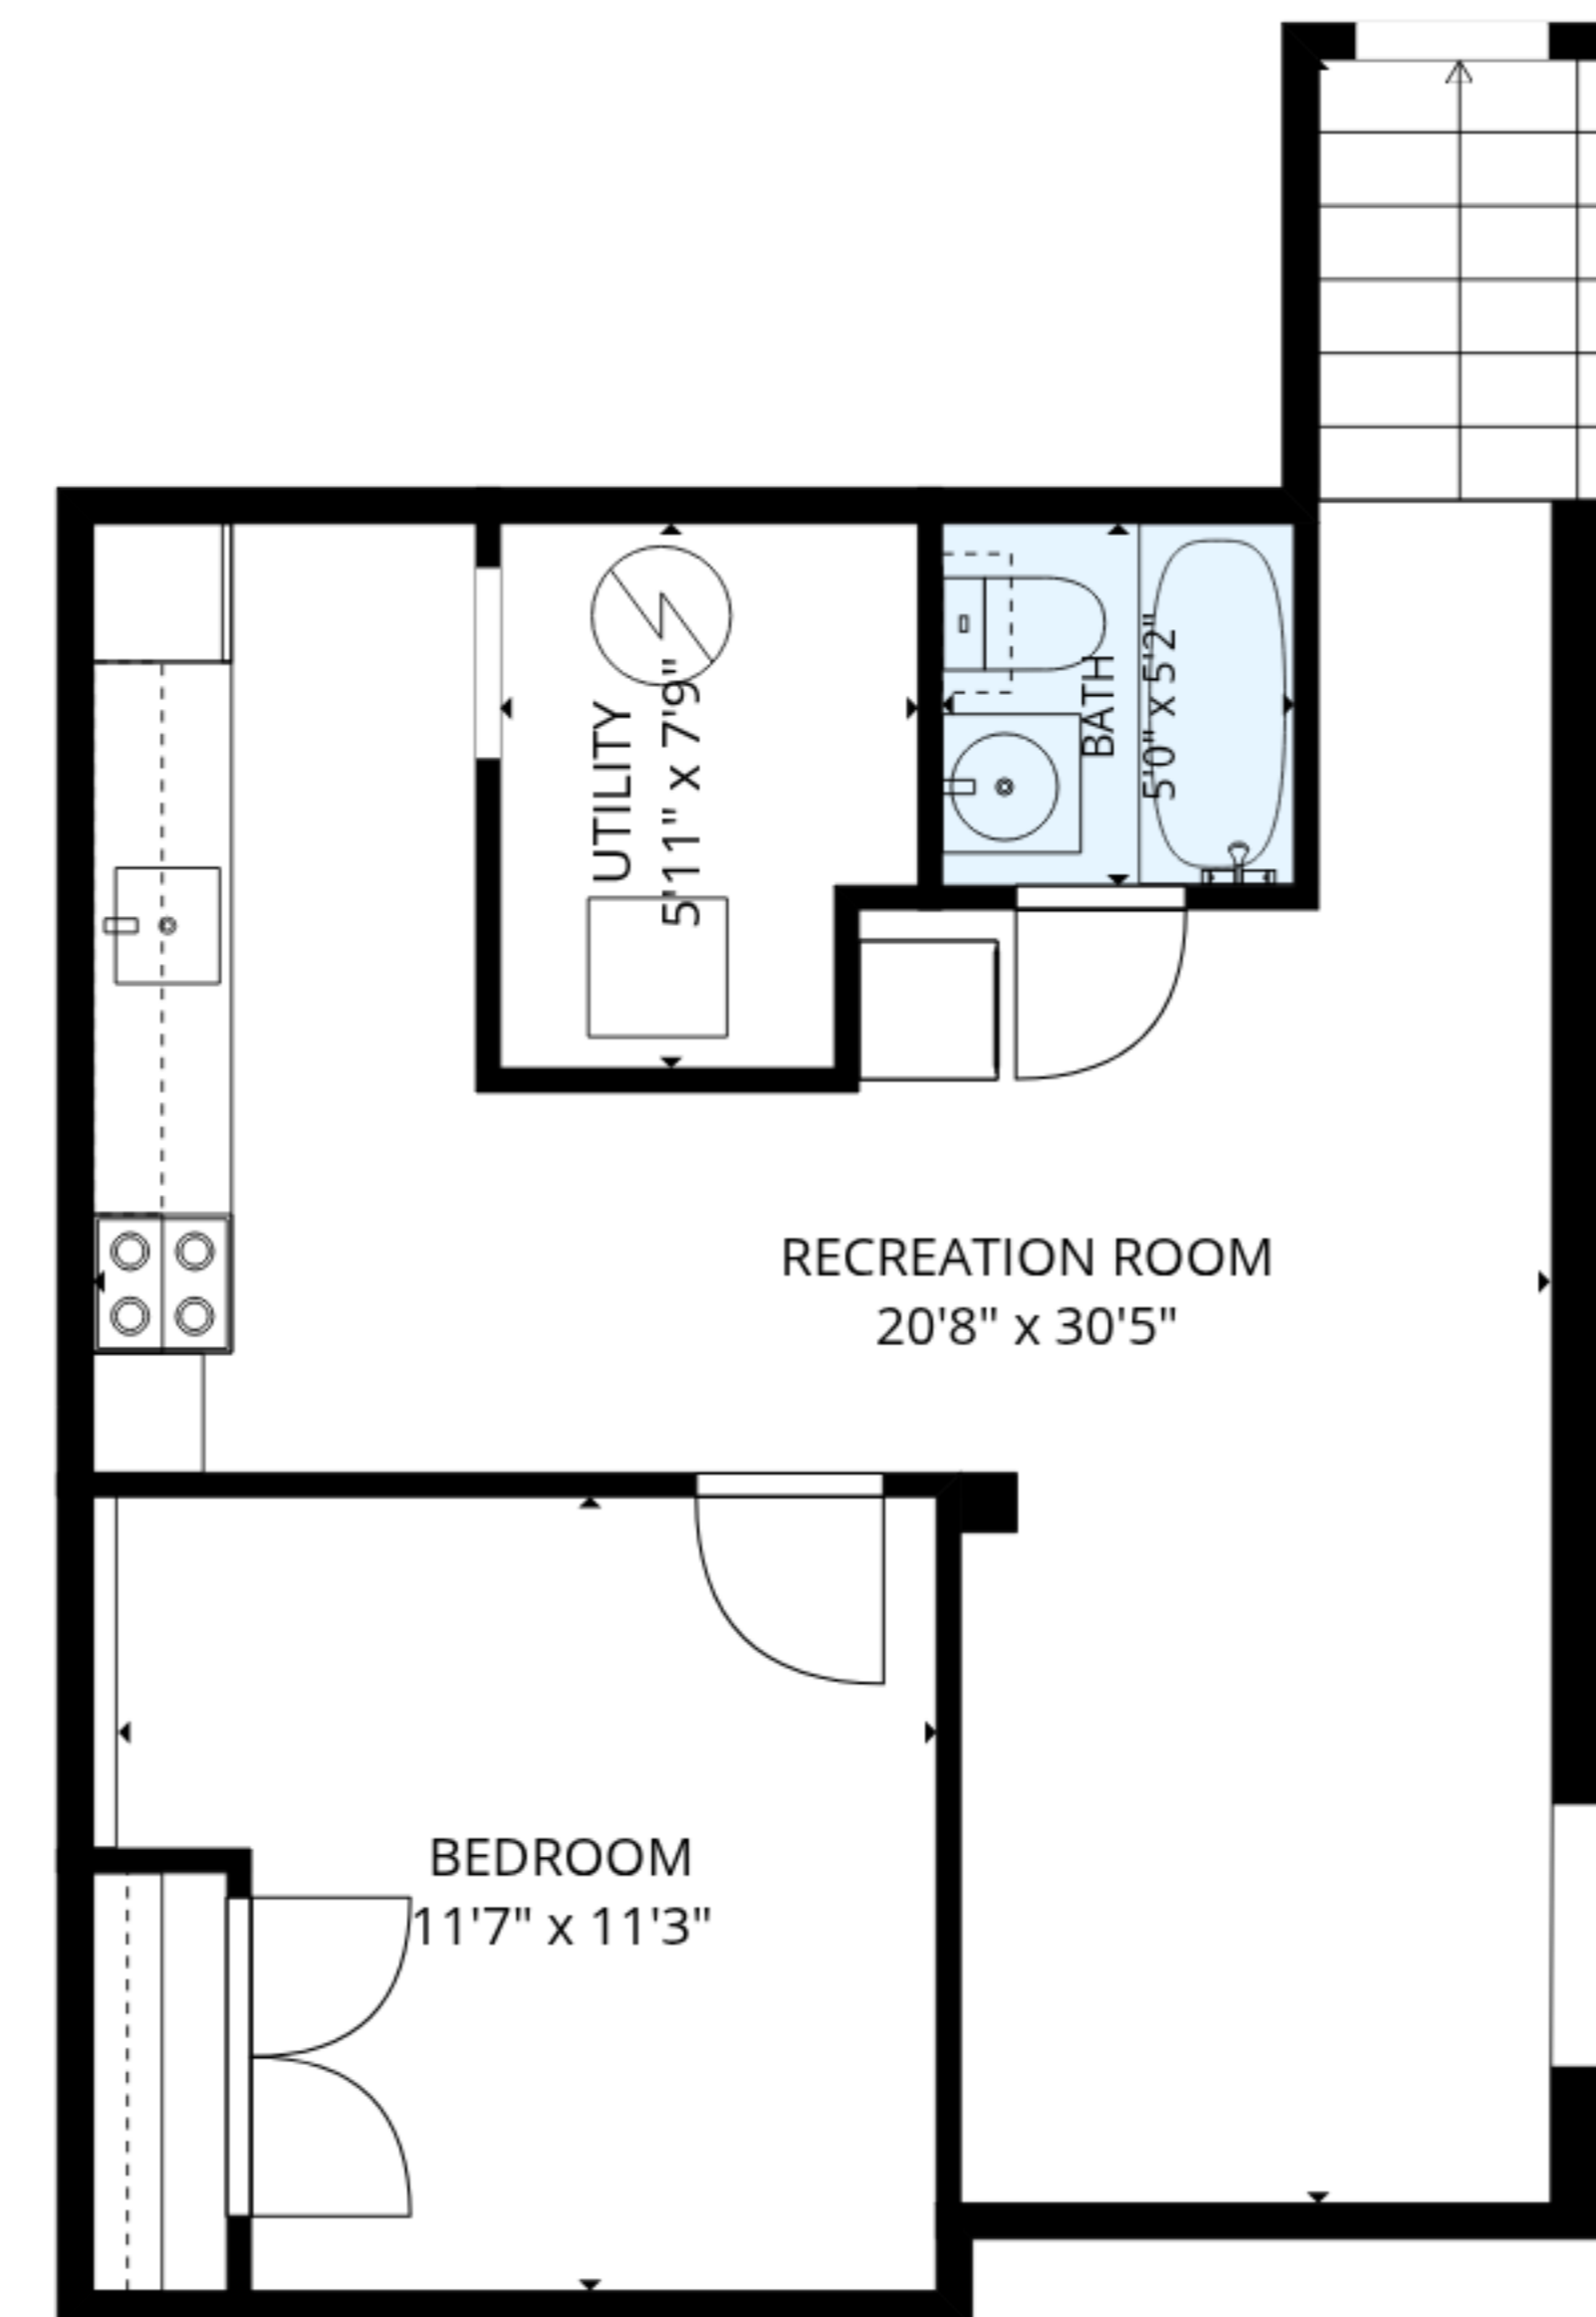 UTILITY
5'11" x 7'9"
BATH
5'0" x 5'2"
RECREATION ROOM
20'8" x 30'5"
BEDROOM
11'7" x 11'3"